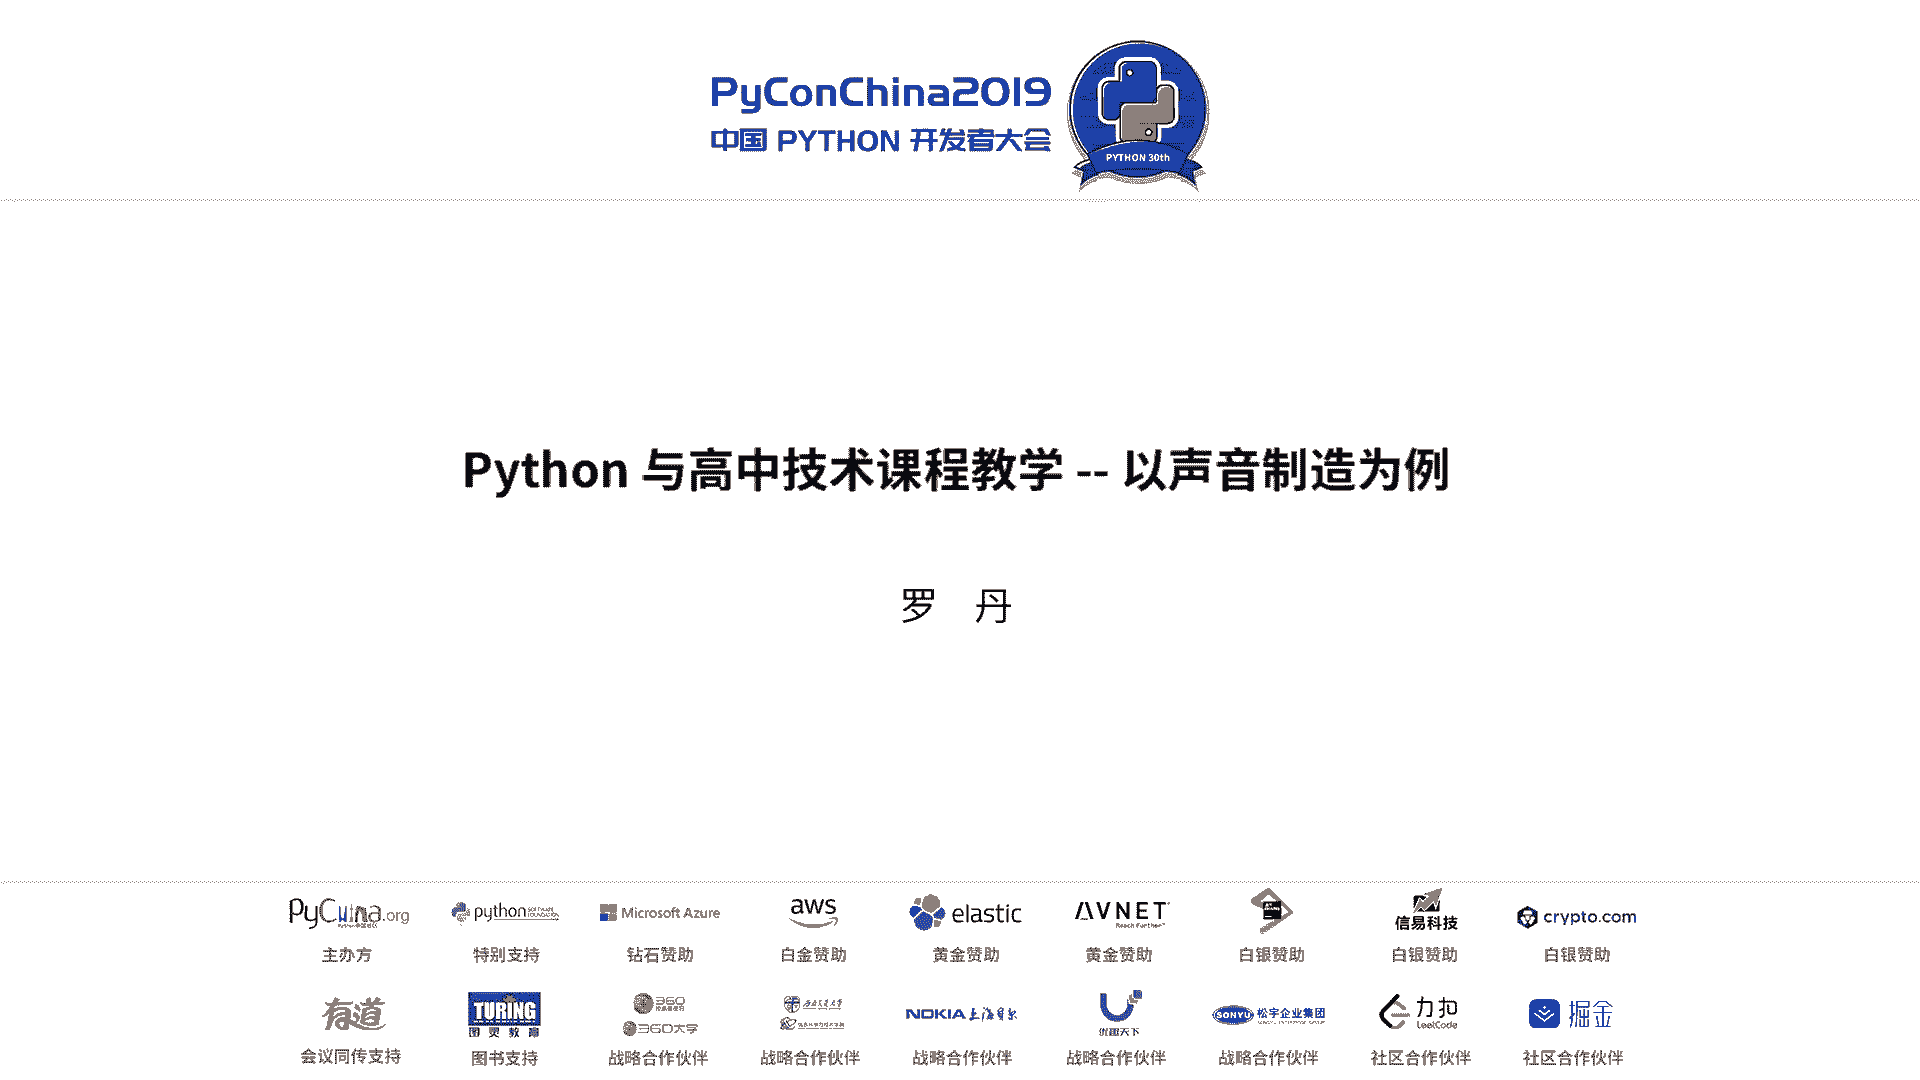 PyConChina2019
中国 PYTHON 开发者大会
PYTHON 30th
Python 与高中技术课程教学 -- 以声音制造为例
罗 丹
PyChina.org
python
Microsoft Azure
aws
elastic
AVNET
Reach Further™
信易科技
crypto.com
主办方
特别支持
钻石赞助
白金赞助
黄金赞助
黄金赞助
白银赞助
白银赞助
白银赞助
有道
TURING
图灵教育
360
360大学
NOKIA 上海贝尔
优趣天下
SONYU 松宇企业集团
力扣
LeetCode
掘金
会议同传支持
图书支持
战略合作伙伴
战略合作伙伴
战略合作伙伴
战略合作伙伴
战略合作伙伴
社区合作伙伴
社区合作伙伴